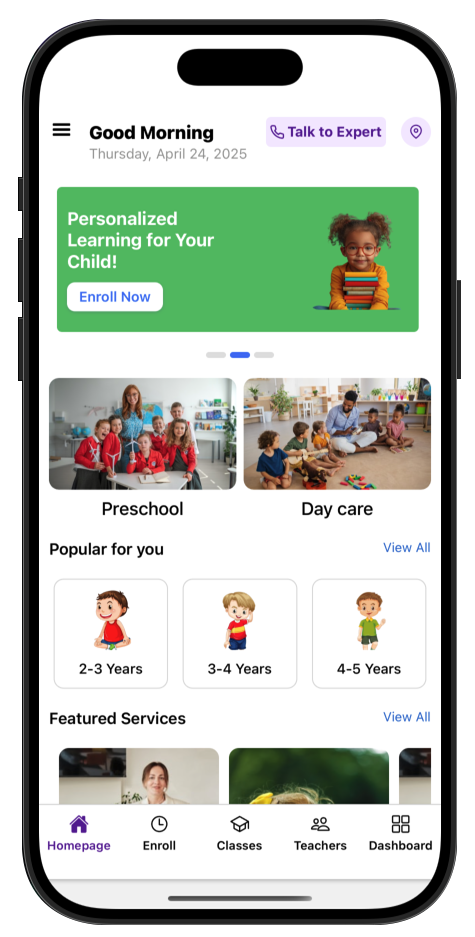 Good Morning
Talk to Expert
Thursday, April 24, 2025
Personalized
Learning for Your
Child!
Enroll Now
Preschool
Day care
Popular for you
View All
2-3 Years
3-4 Years
4-5 Years
Featured Services
View All
Homepage
Enroll
Classes
Teachers
Dashboard